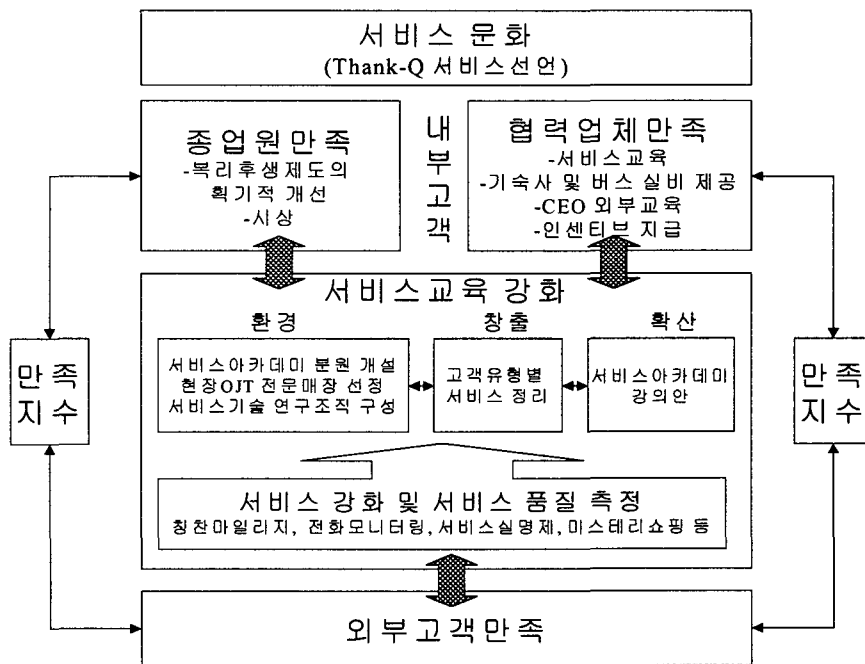 서비스 문화
(Thank-Q 서비스선언)
종업원만족
-복리후생제도의
획기적 개선
-시상
내
부
고
객
협력업체만족
-서비스교육
-기숙사 및 버스 실비 제공
-CEO 외부교육
-인센티브 지급
서비스교육 강화
환경
창출
확산
서비스아카데미 분원 개설
현장OJT 전문매장 선정
서비스기술 연구조직 구성
고객유형별
서비스 정리
서비스아카데미
강의안
만족
지수
만족
지수
서비스 강화 및 서비스 품질 측정
칭찬마일리지, 전화모니터링, 서비스실명제, 미스테리쇼핑 등
외부고객만족